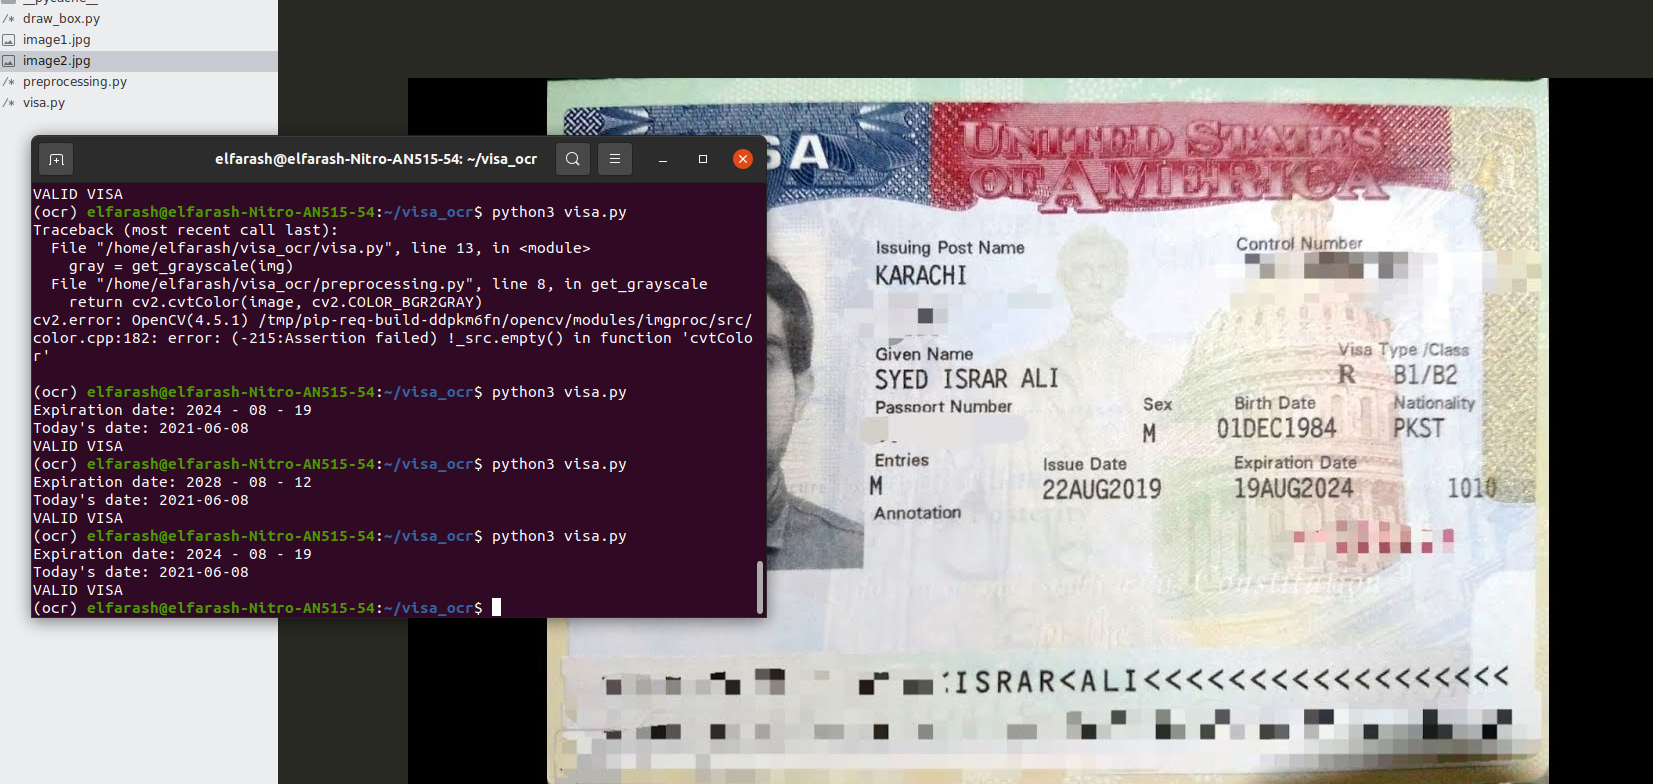 __pycache__
/* draw_box.py
image1.jpg
image2.jpg
/* preprocessing.py
/* visa.py
elfarash@elfarash-Nitro-AN515-54: ~/visa_ocr
VALID VISA
(ocr) elfarash@elfarash-Nitro-AN515-54:~/visa_ocr$ python3 visa.py
Traceback (most recent call last):
  File "/home/elfarash/visa_ocr/visa.py", line 13, in <module>
    gray = get_grayscale(img)
  File "/home/elfarash/visa_ocr/preprocessing.py", line 8, in get_grayscale
    return cv2.cvtColor(image, cv2.COLOR_BGR2GRAY)
cv2.error: OpenCV(4.5.1) /tmp/pip-req-build-ddpkm6fn/opencv/modules/imgproc/src/
color.cpp:182: error: (-215:Assertion failed) !_src.empty() in function 'cvtColo
r'
(ocr) elfarash@elfarash-Nitro-AN515-54:~/visa_ocr$ python3 visa.py
Expiration date: 2024 - 08 - 19
Today's date: 2021-06-08
VALID VISA
(ocr) elfarash@elfarash-Nitro-AN515-54:~/visa_ocr$ python3 visa.py
Expiration date: 2028 - 08 - 12
Today's date: 2021-06-08
VALID VISA
(ocr) elfarash@elfarash-Nitro-AN515-54:~/visa_ocr$ python3 visa.py
Expiration date: 2024 - 08 - 19
Today's date: 2021-06-08
VALID VISA
(ocr) elfarash@elfarash-Nitro-AN515-54:~/visa_ocr$
SA
UNITED STATES
OF AMERICA
Issuing Post Name Control Number
KARACHI
Given Name Visa Type /Class
SYED ISRAR ALI R B1/B2
Passport Number Sex Birth Date Nationality
M 01DEC1984 PKST
Entries Issue Date Expiration Date
M 22AUG2019 19AUG2024 1010
Annotation
Constitution
ISRAR<ALI<<<<<<<<<<<<<<<<<<